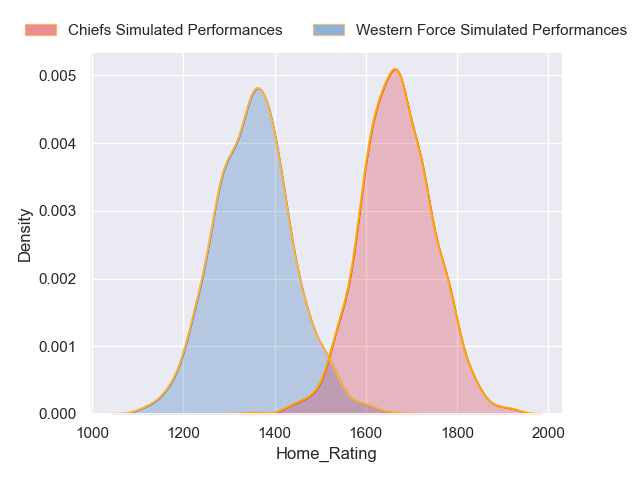 Chiefs Simulated Performances Western Force Simulated Performances
0.005
0.004
0.003
0.002
0.001
0.000
Density
1000 1200 1400 1600 1800 2000
Home_Rating